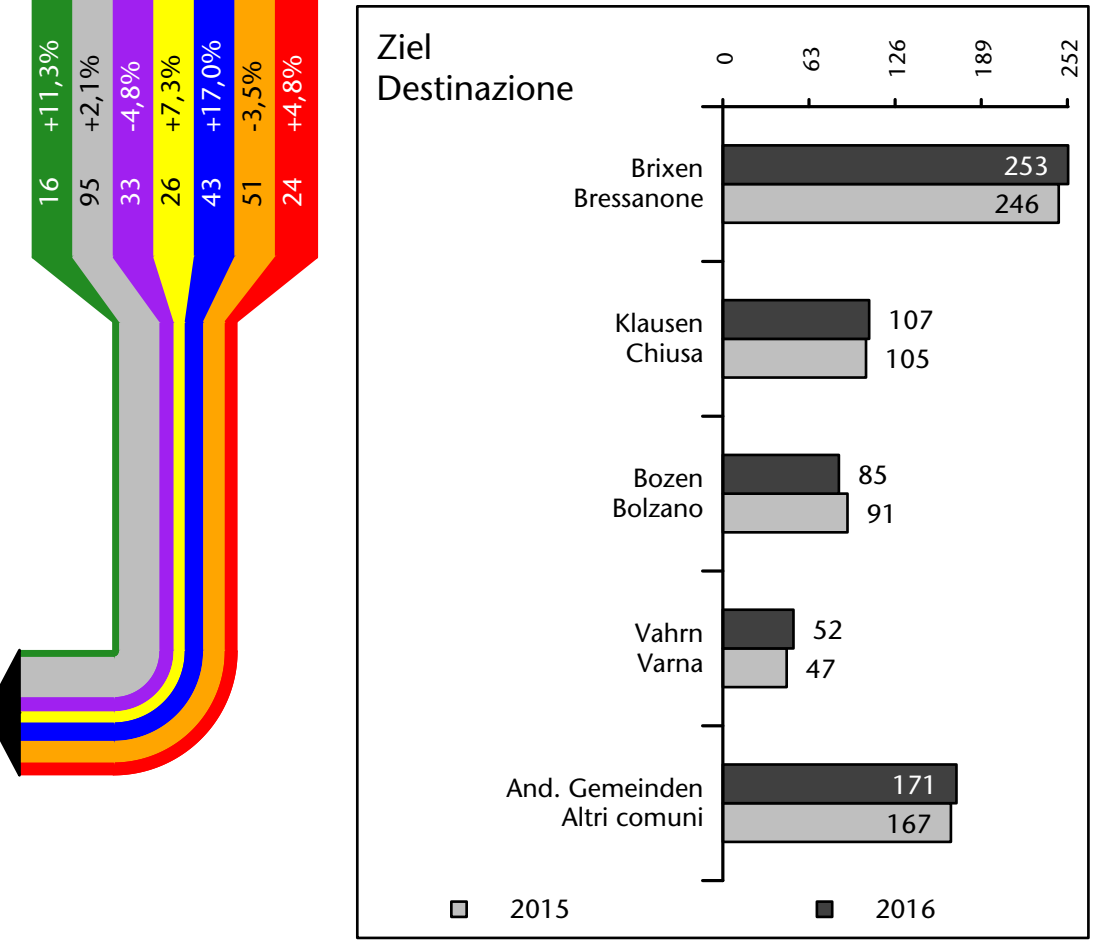 16 +11,3%
95 +2,1%
33 -4,8%
26 +7,3%
43 +17,0%
51 -3,5%
24 +4,8%
Ziel
Destinazione
0 63 126 189 252
Brixen
Bressanone
253
246
Klausen
Chiusa
107
105
Bozen
Bolzano
85
91
Vahrn
Varna
52
47
And. Gemeinden
Altri comuni
171
167
2015 2016